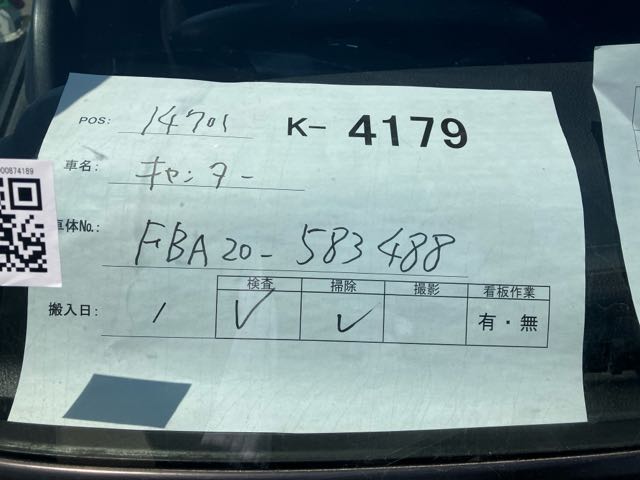 POS: 14701 K- 4179
00874189
車名: キャンター
車体No.: FBA20-583488
検査 掃除 撮影 看板作業
搬入日: / ✓ ✓ 有・無